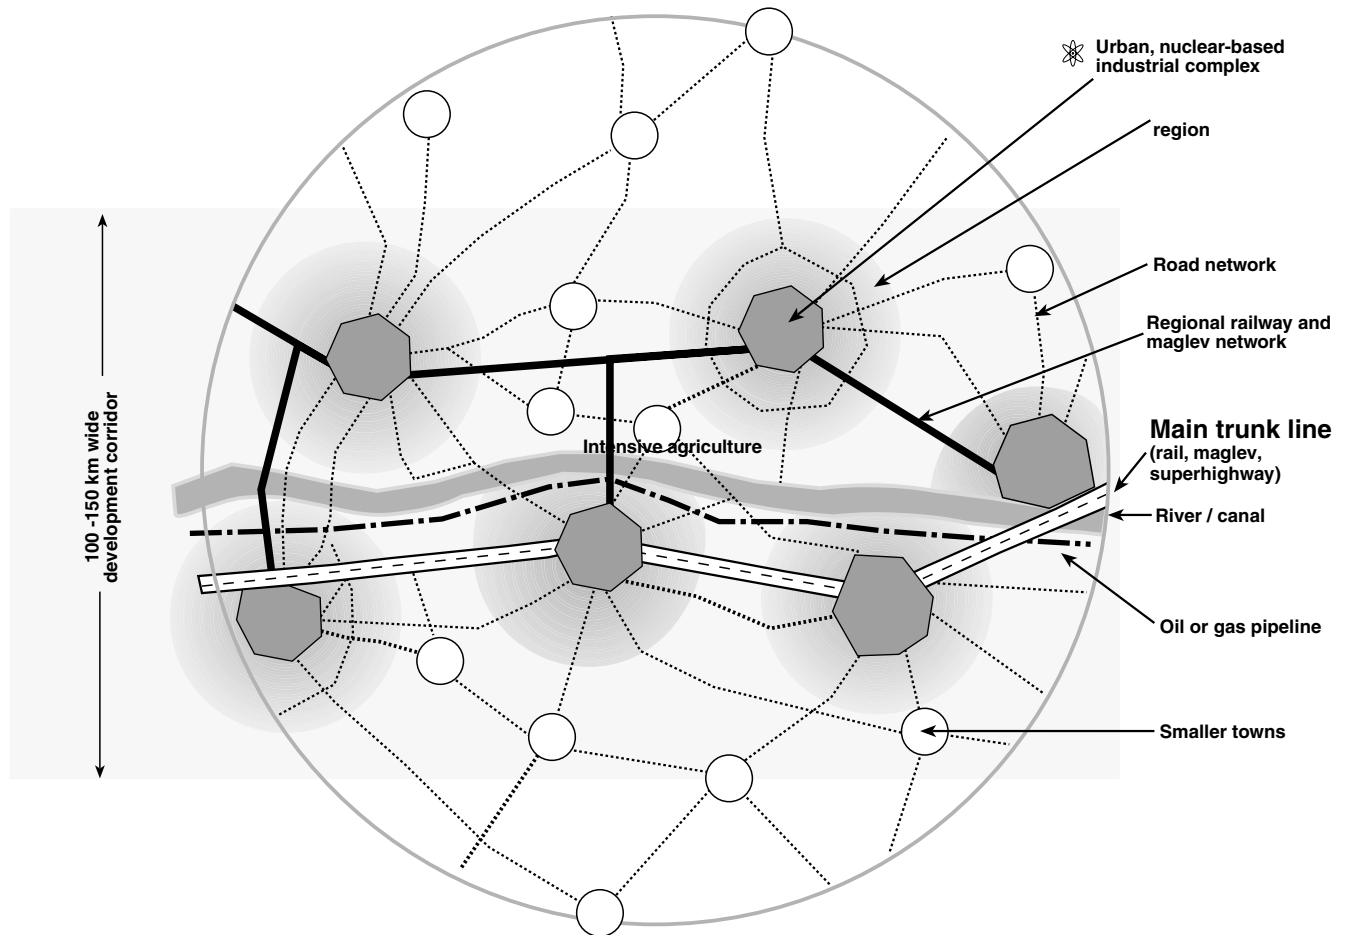 Urban, nuclear-based
industrial complex
region
Road network
Regional railway and
maglev network
Main trunk line
(rail, maglev,
superhighway)
River / canal
Oil or gas pipeline
Smaller towns
Intensive agriculture
100 -150 km wide
development corridor